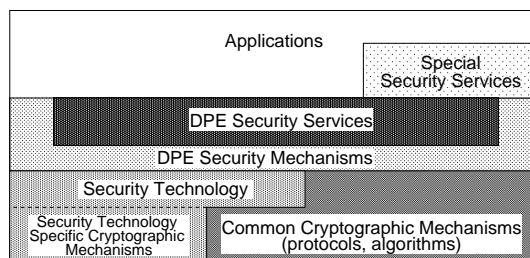 Applications
Special
Security Services
DPE Security Services
DPE Security Mechanisms
Security Technology
Security Technology
Specific Cryptographic
Mechanisms
Common Cryptographic Mechanisms
(protocols, algorithms)